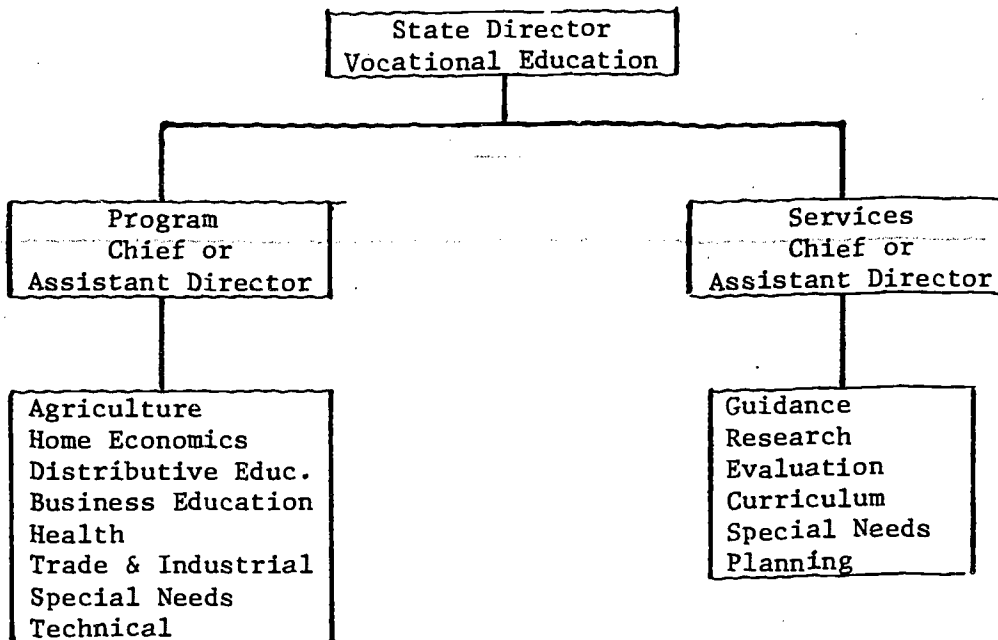 State Director
Vocational Education
Program
Chief or
Assistant Director
Services
Chief or
Assistant Director
Agriculture
Home Economics
Distributive Educ.
Business Education
Health
Trade & Industrial
Special Needs
Technical
Guidance
Research
Evaluation
Curriculum
Special Needs
Planning